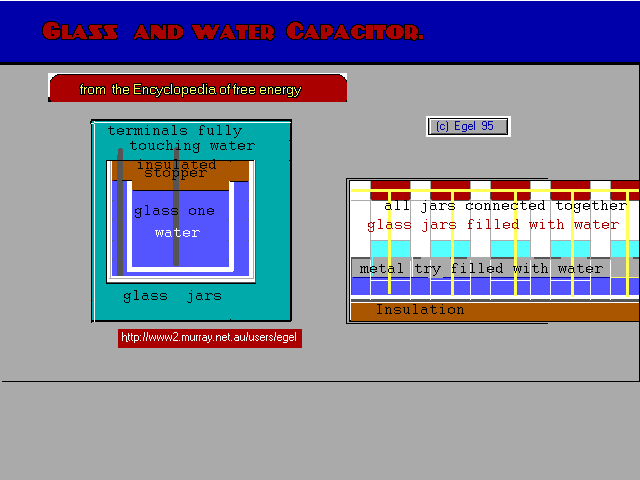 Glass and water Capacitor.
from the Encyclopedia of free energy
(c) Egel 95
terminals fully
touching water
insulated
stopper
glass one
water
glass jars
http://www2.murray.net.au/users/egel
all jars connected together
glass jars filled with water
metal try filled with water
Insulation